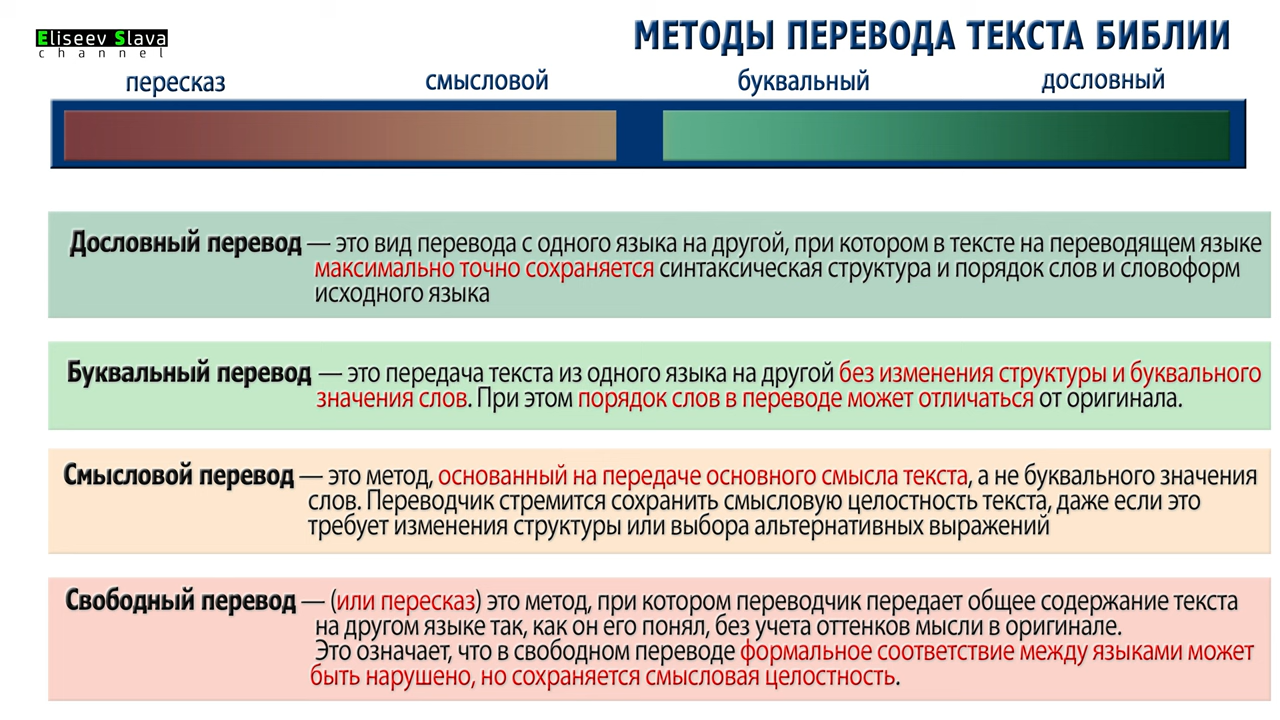 Eliseev Slava
channel
МЕТОДЫ ПЕРЕВОДА ТЕКСТА БИБЛИИ
пересказ смысловой буквальный дословный
Дословный перевод — это вид перевода с одного языка на другой, при котором в тексте на переводящем языке
максимально точно сохраняется синтаксическая структура и порядок слов и словоформ
исходного языка
Буквальный перевод — это передача текста из одного языка на другой без изменения структуры и буквального
значения слов. При этом порядок слов в переводе может отличаться от оригинала.
Смысловой перевод — это метод, основанный на передаче основного смысла текста, а не буквального значения
слов. Переводчик стремится сохранить смысловую целостность текста, даже если это
требует изменения структуры или выбора альтернативных выражений
Свободный перевод — (или пересказ) это метод, при котором переводчик передает общее содержание текста
на другом языке так, как он его понял, без учета оттенков мысли в оригинале.
Это означает, что в свободном переводе формальное соответствие между языками может
быть нарушено, но сохраняется смысловая целостность.